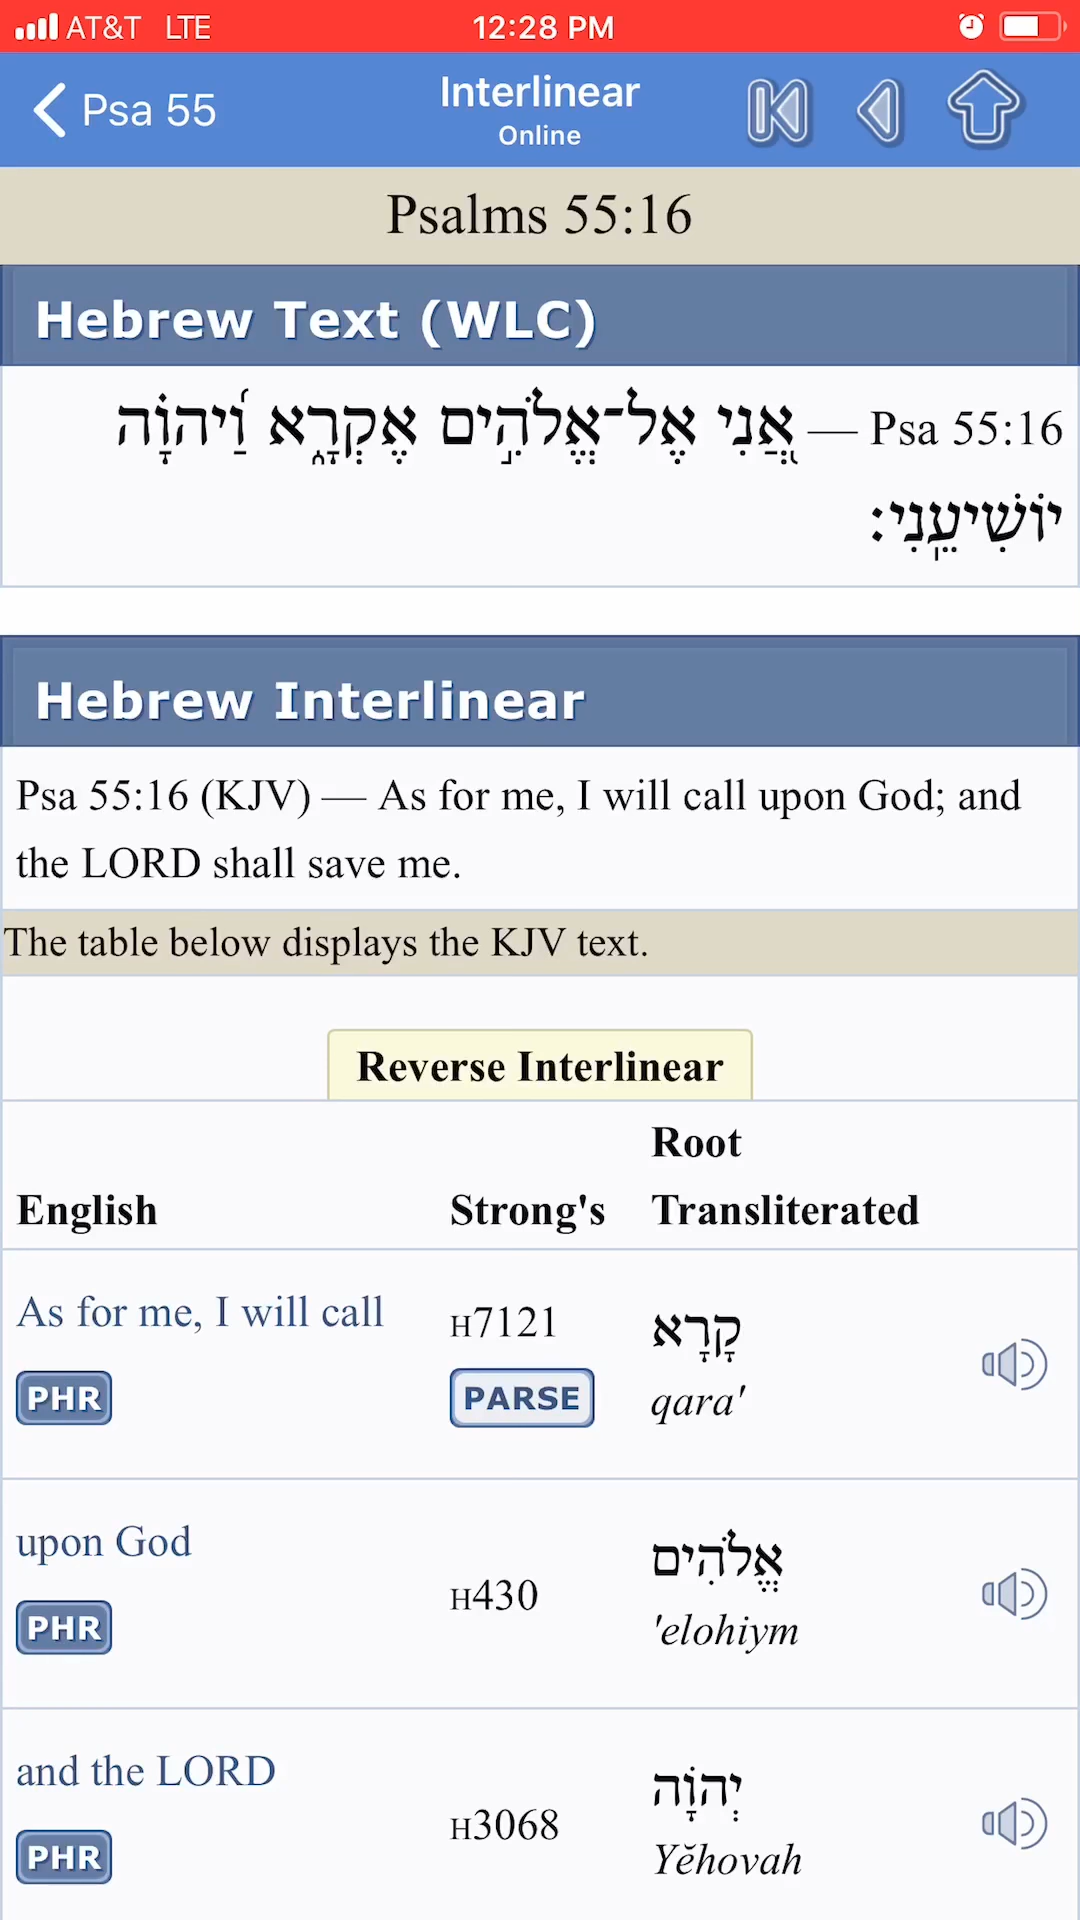 AT&T LTE 12:28 PM
Psa 55
Interlinear
Online
Psalms 55:16
Hebrew Text (WLC)
Psa 55:16 — אֲ֭נִי אֶל־אֱלֹהִ֣ים אֶקְרָ֑א וַ֝יהוָ֗ה
יוֹשִׁיעֵֽנִי׃
Hebrew Interlinear
Psa 55:16 (KJV) — As for me, I will call upon God; and
the LORD shall save me.
The table below displays the KJV text.
Reverse Interlinear
English Strong's Root Transliterated
As for me, I will call
PHR
H7121
PARSE
קָרָא
qara'
upon God
PHR
H430
אֱלֹהִים
'elohiym
and the LORD
PHR
H3068
יְהֹוָה
Yĕhovah